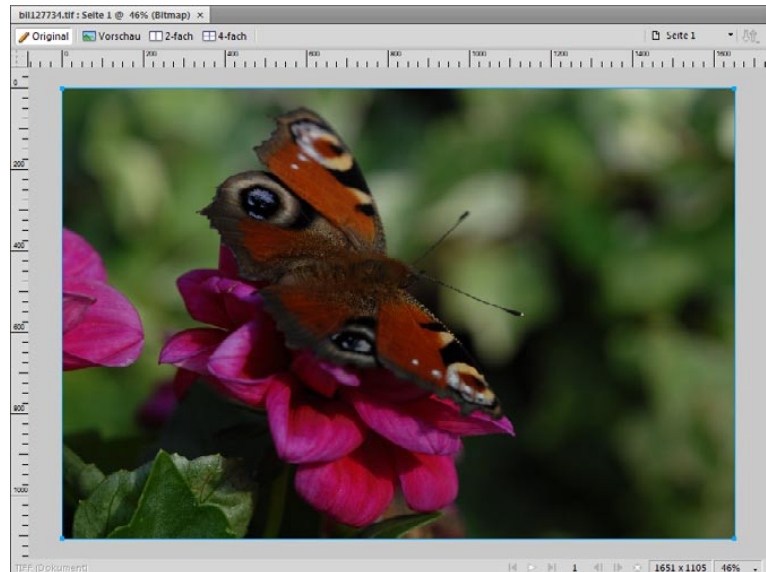 bili127734.tif : Seite 1 @ 46% (Bitmap) ×
Original Vorschau 2-fach 4-fach Seite 1
0 200 400 600 800 1000 1200 1400 1600
0
200
400
600
800
1000
TIFF (Dokument) 1 1651 x 1105 46%